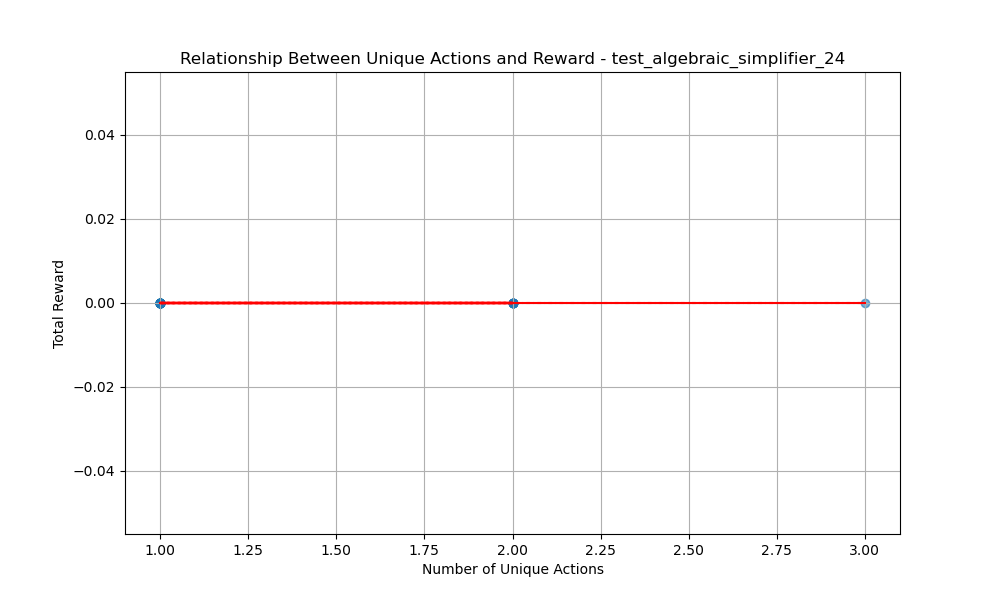 Relationship Between Unique Actions and Reward - test_algebraic_simplifier_24
0.04
0.02
0.00
−0.02
−0.04
Total Reward
1.00 1.25 1.50 1.75 2.00 2.25 2.50 2.75 3.00
Number of Unique Actions